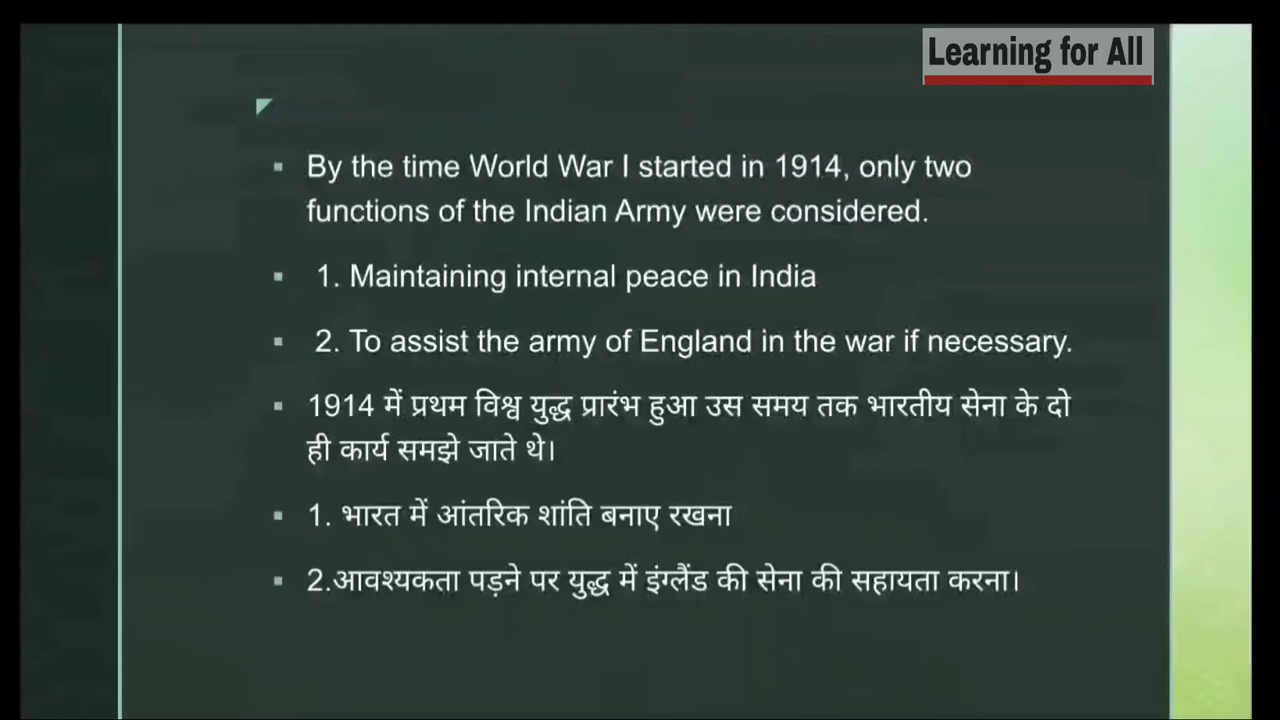 Learning for All
By the time World War I started in 1914, only two
functions of the Indian Army were considered.
1. Maintaining internal peace in India
2. To assist the army of England in the war if necessary.
1914 में प्रथम विश्व युद्ध प्रारंभ हुआ उस समय तक भारतीय सेना के दो
ही कार्य समझे जाते थे।
1. भारत में आंतरिक शांति बनाए रखना
2.आवश्यकता पड़ने पर युद्ध में इंग्लैंड की सेना की सहायता करना।